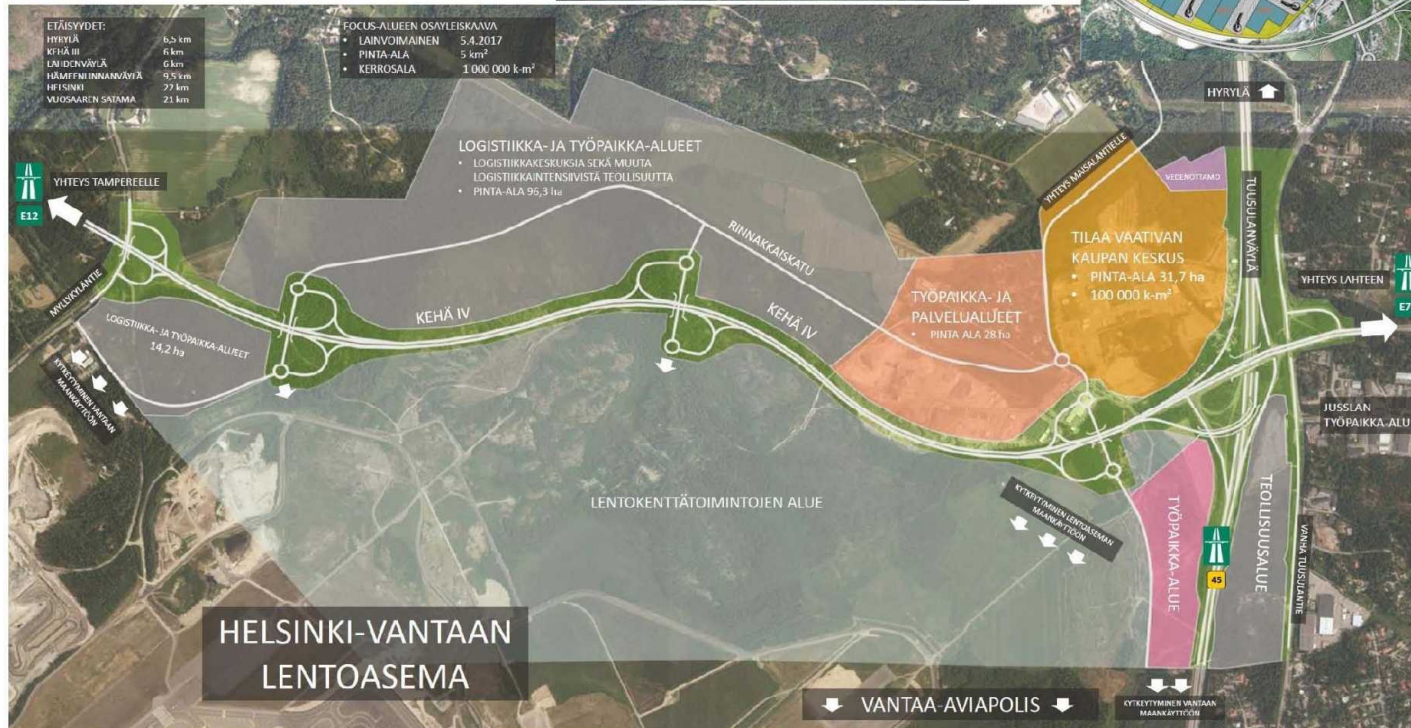 ETÄISYYDET:
HYRYLÄ 6,5 km
KEHÄ III 6 km
LAHDENVÄYLÄ 6 km
HÄMEENLINNANVÄYLÄ 9,5 km
HELSINKI 22 km
VUOSAAREN SATAMA 21 km
FOCUS-ALUEEN OSAYLEISKAAVA
• LAINVOIMAINEN 5.4.2017
• PINTA-ALA 5 km²
• KERROSALA 1 000 000 k-m²
HYRYLÄ
LOGISTIIKKA- JA TYÖPAIKKA-ALUEET
• LOGISTIIKKAKESKUKSIA SEKÄ MUUTA
LOGISTIIKKAINTENSIIVISTÄ TEOLLISUUTTA
• PINTA-ALA 96,3 ha
YHTEYS MAISALANTIELLE
VEDENOTTAMO
TUUSULANVÄYLÄ
YHTEYS TAMPEREELLE
E12
RINNAKKAISKATU
TILAA VAATIVAN
KAUPAN KESKUS
• PINTA-ALA 31,7 ha
• 100 000 k-m²
YHTEYS LAHTEEN
E7
MYLLYKYLÄNTIE
KEHÄ IV
KEHÄ IV
TYÖPAIKKA- JA
PALVELUALUEET
• PINTA ALA 28 ha
LOGISTIIKKA- JA TYÖPAIKKA-ALUEET
14,2 ha
KYTKEYTYMINEN VANTAAN
MAANKÄYTTÖÖN
JUSSLAN
TYÖPAIKKA-ALU
LENTOKENTTÄTOIMINTOJEN ALUE
KYTKEYTYMINEN LENTOASEMAN
MAANKÄYTTÖÖN
TYÖPAIKKA-ALUE
45
TEOLLISUUSALUE
VANHA TUUSULANTIE
HELSINKI-VANTAAN
LENTOASEMA
VANTAA-AVIAPOLIS
KYTKEYTYMINEN VANTAAN
MAANKÄYTTÖÖN